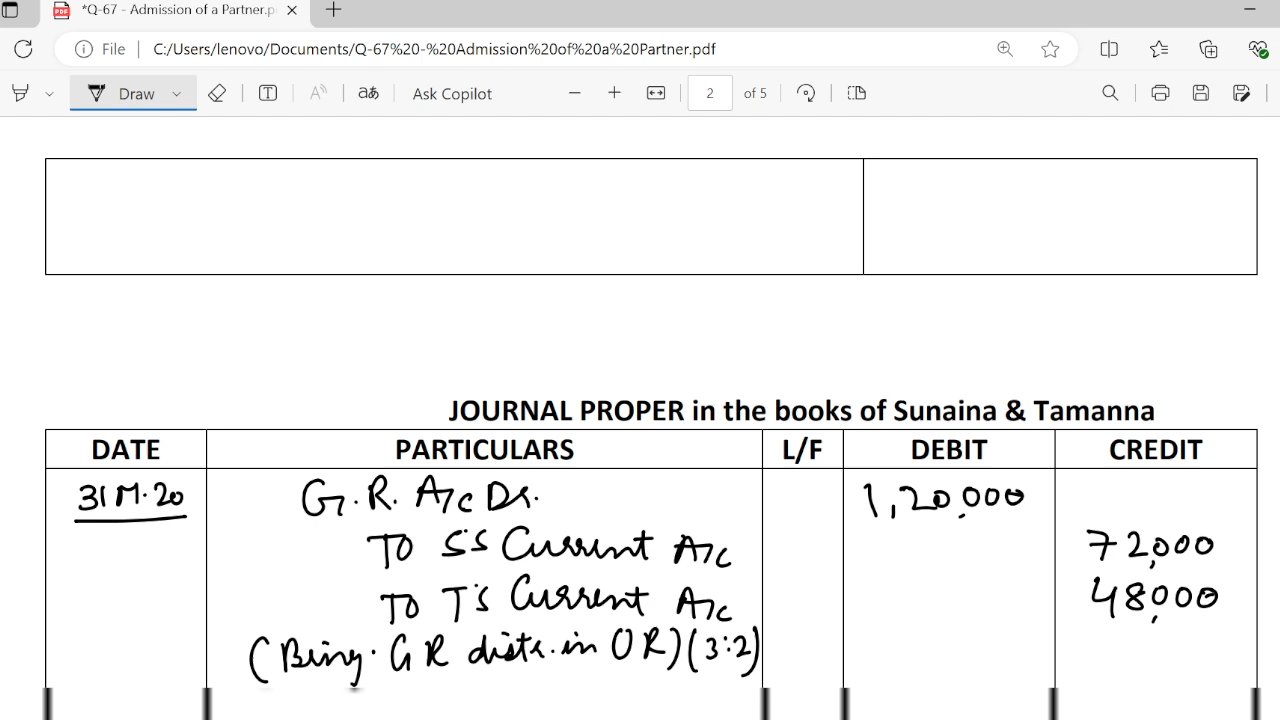 *Q-67 - Admission of a Partner.p
File C:/Users/lenovo/Documents/Q-67%20-%20Admission%20of%20a%20Partner.pdf
Draw Ask Copilot 2 of 5
JOURNAL PROPER in the books of Sunaina & Tamanna
DATE PARTICULARS L/F DEBIT CREDIT
31 M.20 G.R. A/c Dr. 1,20,000
To S's Current A/c 72,000
To T's Current A/c 48,000
(Being. GR distr. in OR) (3:2)